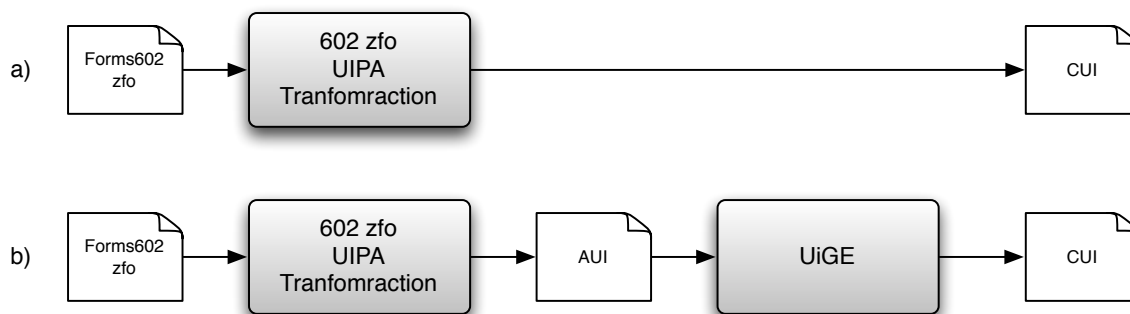 a)
Forms602
zfo
602 zfo
UIPA
Tranfomraction
CUI
b)
Forms602
zfo
602 zfo
UIPA
Tranfomraction
AUI
UiGE
CUI